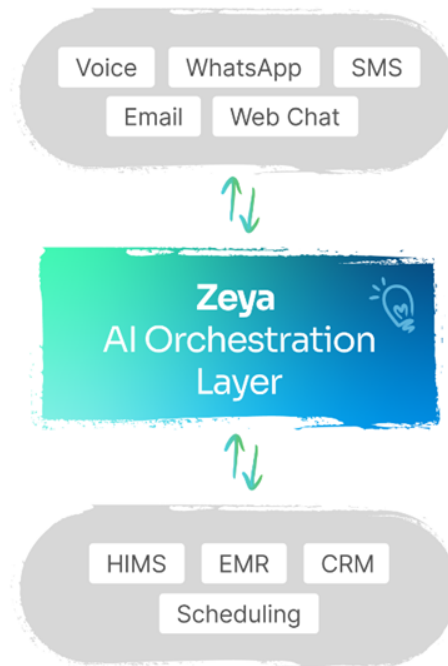 Voice WhatsApp SMS
Email Web Chat
Zeya
AI Orchestration
Layer
HIMS EMR CRM
Scheduling